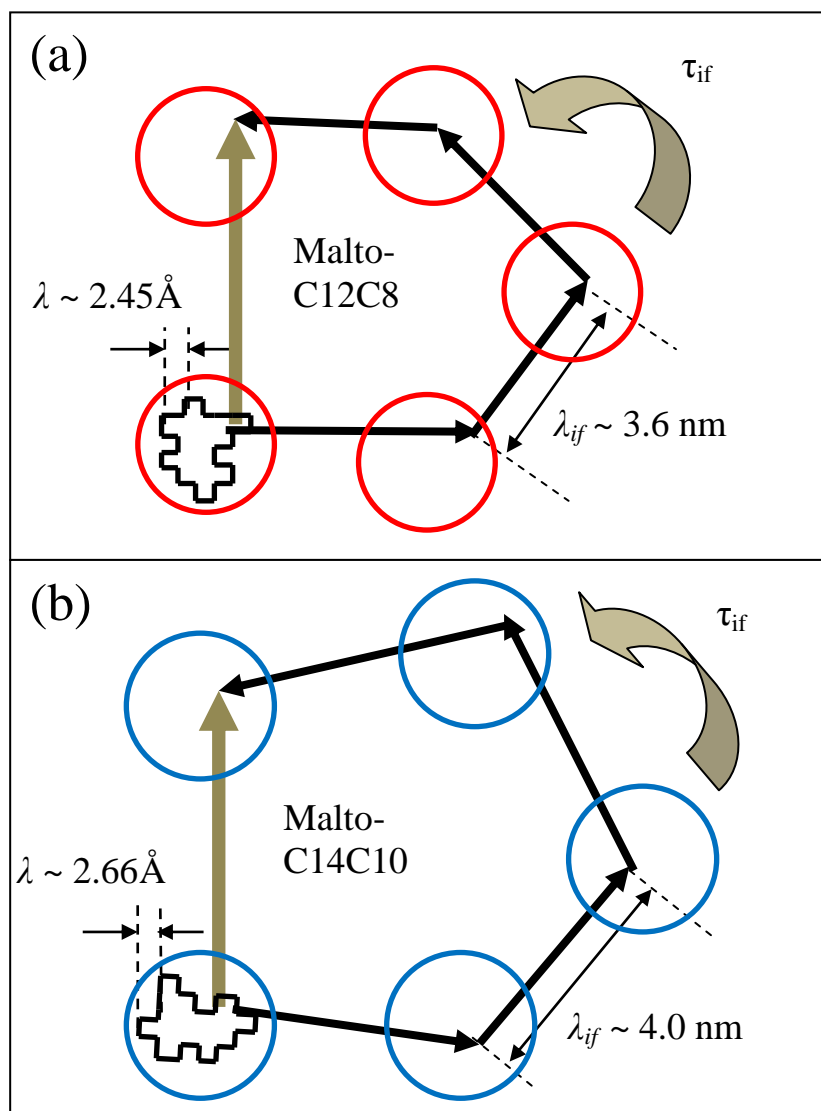 (a)
τif
Malto-
C12C8
λ ~ 2.45Å
λif ~ 3.6 nm
(b)
τif
Malto-
C14C10
λ ~ 2.66Å
λif ~ 4.0 nm